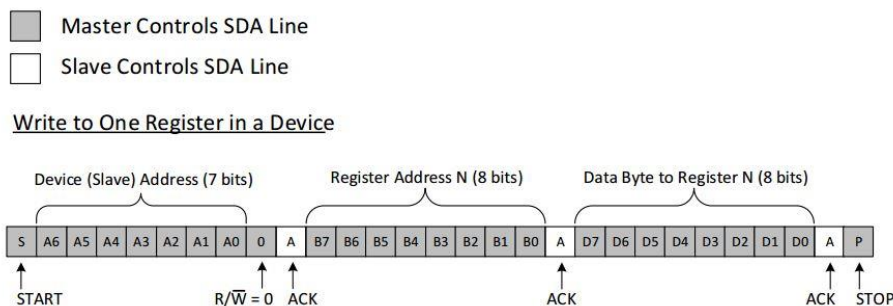 Master Controls SDA Line
Slave Controls SDA Line
Write to One Register in a Device
Device (Slave) Address (7 bits) Register Address N (8 bits) Data Byte to Register N (8 bits)
S A6 A5 A4 A3 A2 A1 A0 0 A B7 B6 B5 B4 B3 B2 B1 B0 A D7 D6 D5 D4 D3 D2 D1 D0 A P
START R/W̅ = 0 ACK ACK ACK STOP